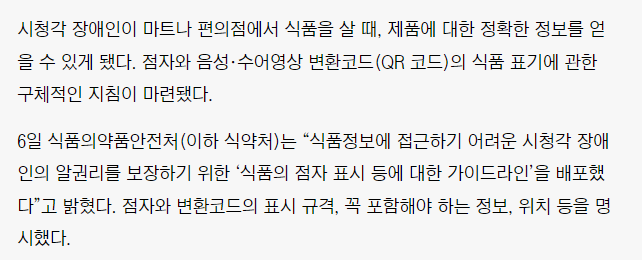 시청각 장애인이 마트나 편의점에서 식품을 살 때, 제품에 대한 정확한 정보를 얻
을 수 있게 됐다. 점자와 음성·수어영상 변환코드(QR 코드)의 식품 표기에 관한
구체적인 지침이 마련됐다.
6일 식품의약품안전처(이하 식약처)는 “식품정보에 접근하기 어려운 시청각 장애
인의 알권리를 보장하기 위한 ‘식품의 점자 표시 등에 대한 가이드라인’을 배포했
다”고 밝혔다. 점자와 변환코드의 표시 규격, 꼭 포함해야 하는 정보, 위치 등을 명
시했다.